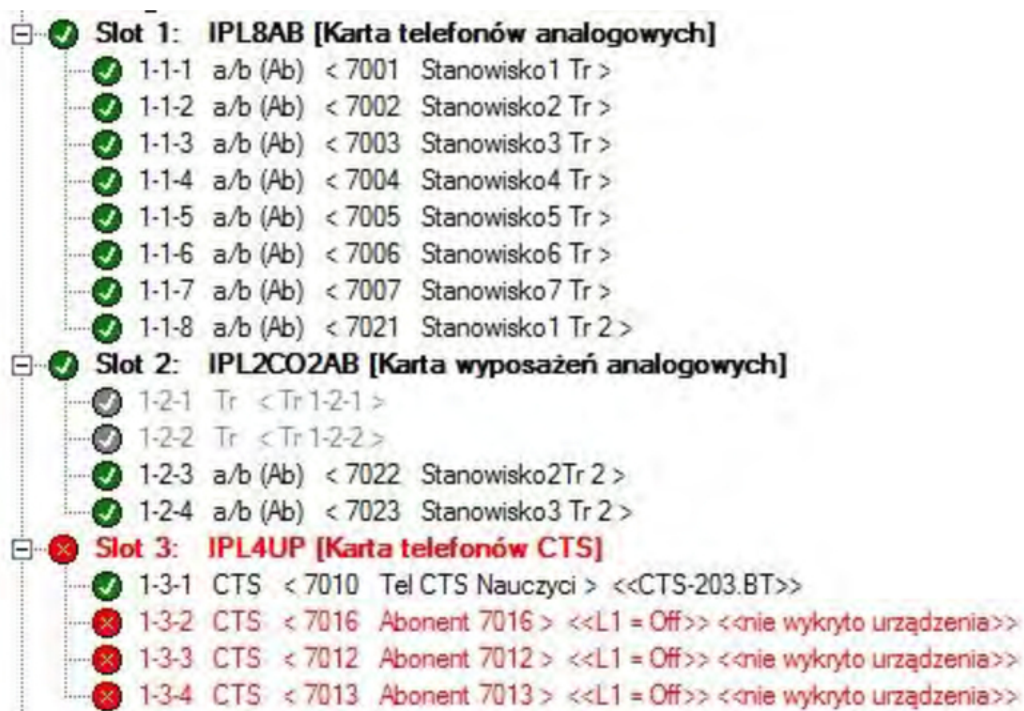 Slot 1: IPL8AB [Karta telefonów analogowych]
1-1-1 a/b (Ab) < 7001 Stanowisko1 Tr >
1-1-2 a/b (Ab) < 7002 Stanowisko2 Tr >
1-1-3 a/b (Ab) < 7003 Stanowisko3 Tr >
1-1-4 a/b (Ab) < 7004 Stanowisko4 Tr >
1-1-5 a/b (Ab) < 7005 Stanowisko5 Tr >
1-1-6 a/b (Ab) < 7006 Stanowisko6 Tr >
1-1-7 a/b (Ab) < 7007 Stanowisko7 Tr >
1-1-8 a/b (Ab) < 7021 Stanowisko1 Tr 2 >
Slot 2: IPL2CO2AB [Karta wyposażeń analogowych]
1-2-1 Tr < Tr 1-2-1 >
1-2-2 Tr < Tr 1-2-2 >
1-2-3 a/b (Ab) < 7022 Stanowisko2Tr 2 >
1-2-4 a/b (Ab) < 7023 Stanowisko3 Tr 2 >
Slot 3: IPL4UP [Karta telefonów CTS]
1-3-1 CTS < 7010 Tel CTS Nauczyci > <<CTS-203.BT>>
1-3-2 CTS < 7016 Abonent 7016 > <<L1 = Off>> <<nie wykryto urządzenia>>
1-3-3 CTS < 7012 Abonent 7012 > <<L1 = Off>> <<nie wykryto urządzenia>>
1-3-4 CTS < 7013 Abonent 7013 > <<L1 = Off>> <<nie wykryto urządzenia>>